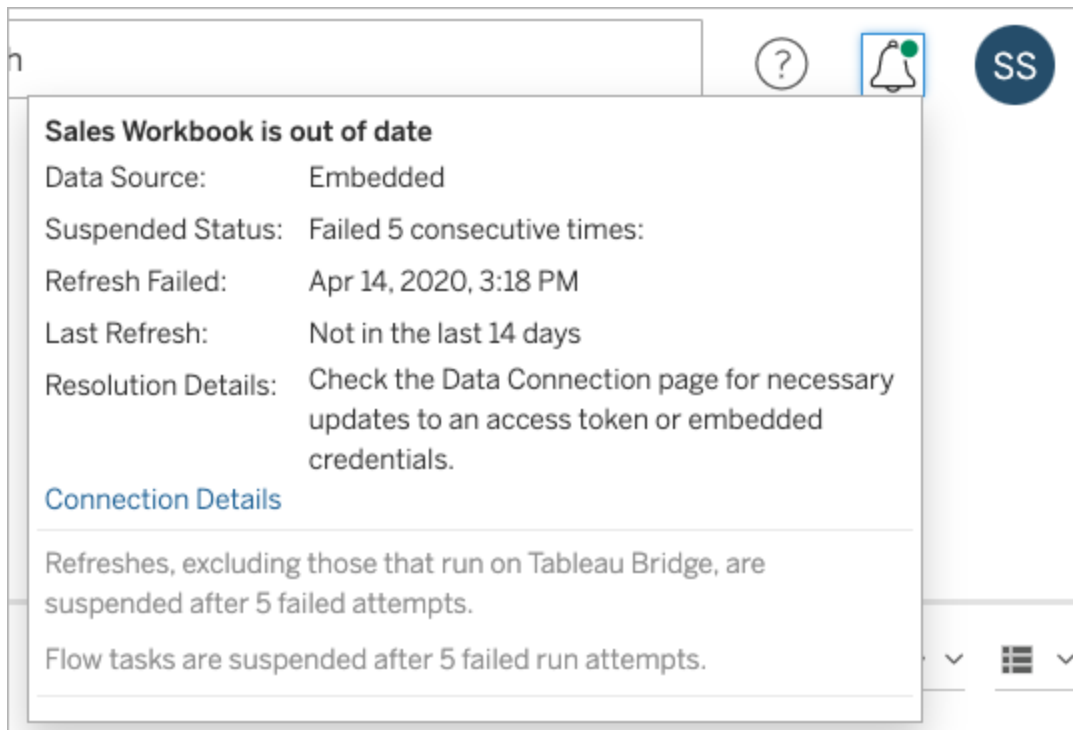 h
SS
Sales Workbook is out of date
Data Source: Embedded
Suspended Status: Failed 5 consecutive times:
Refresh Failed: Apr 14, 2020, 3:18 PM
Last Refresh: Not in the last 14 days
Resolution Details: Check the Data Connection page for necessary
updates to an access token or embedded
credentials.
Connection Details
Refreshes, excluding those that run on Tableau Bridge, are
suspended after 5 failed attempts.
Flow tasks are suspended after 5 failed run attempts.